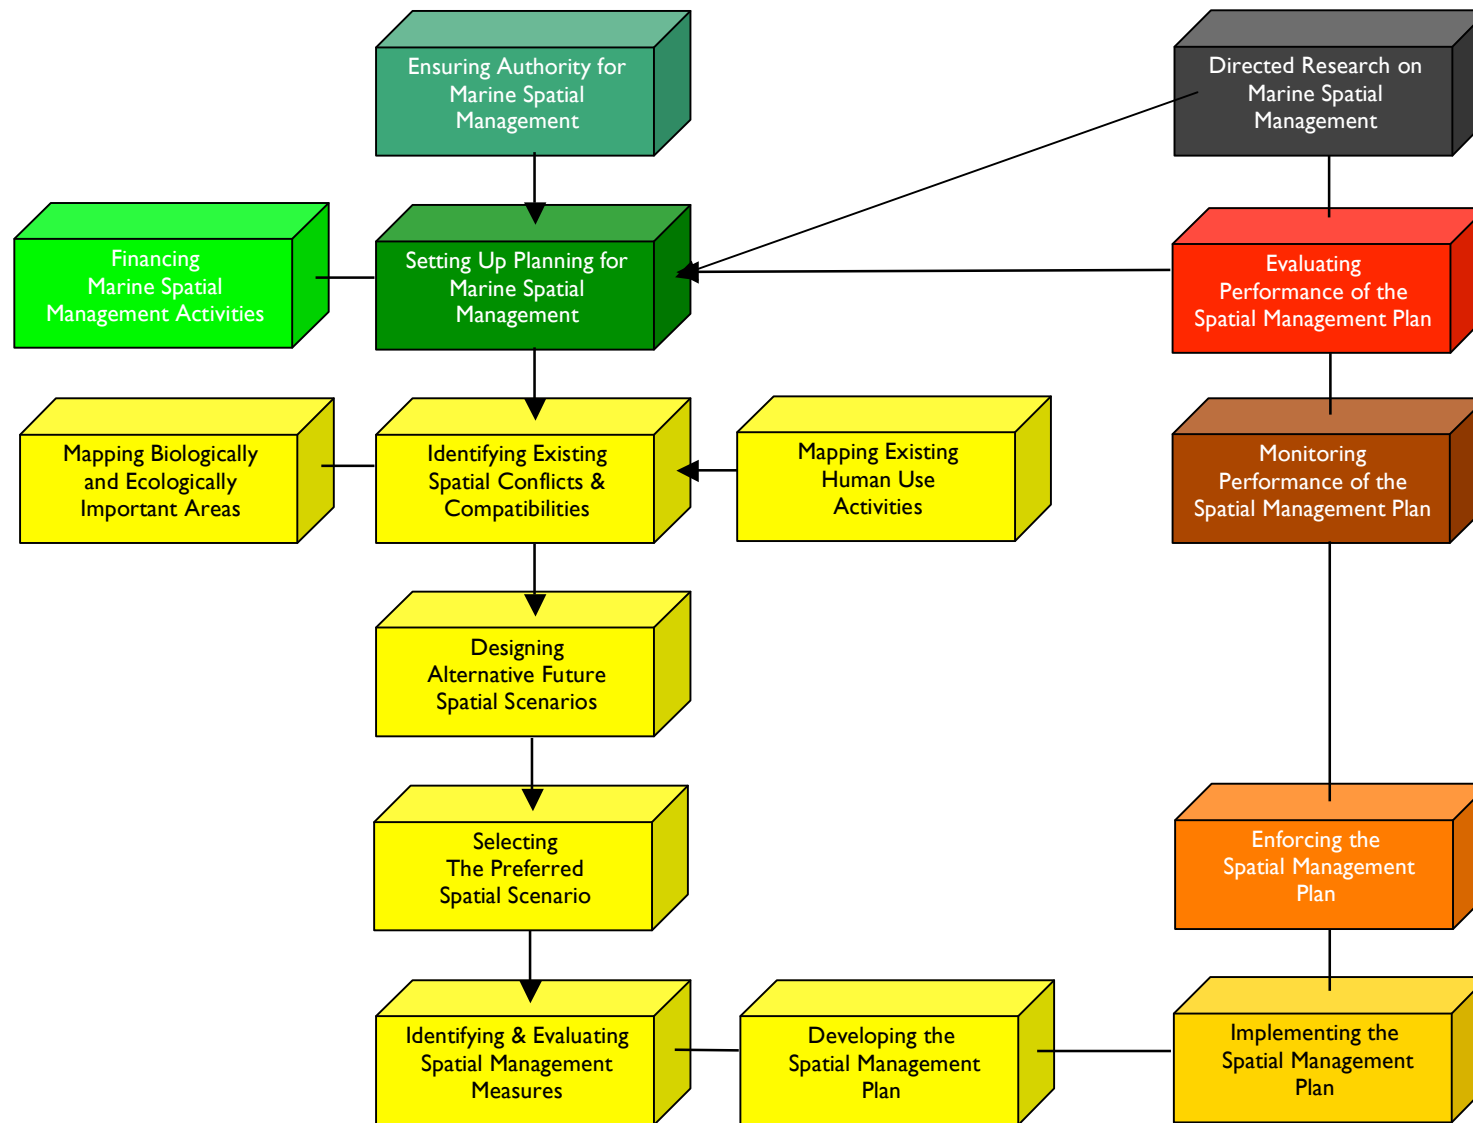 Ensuring Authority for
Marine Spatial
Management
Directed Research on
Marine Spatial
Management
Financing
Marine Spatial
Management Activities
Setting Up Planning for
Marine Spatial
Management
Evaluating
Performance of the
Spatial Management Plan
Mapping Biologically
and Ecologically
Important Areas
Identifying Existing
Spatial Conflicts &
Compatibilities
Mapping Existing
Human Use
Activities
Monitoring
Performance of the
Spatial Management Plan
Designing
Alternative Future
Spatial Scenarios
Selecting
The Preferred
Spatial Scenario
Enforcing the
Spatial Management
Plan
Identifying & Evaluating
Spatial Management
Measures
Developing the
Spatial Management
Plan
Implementing the
Spatial Management
Plan